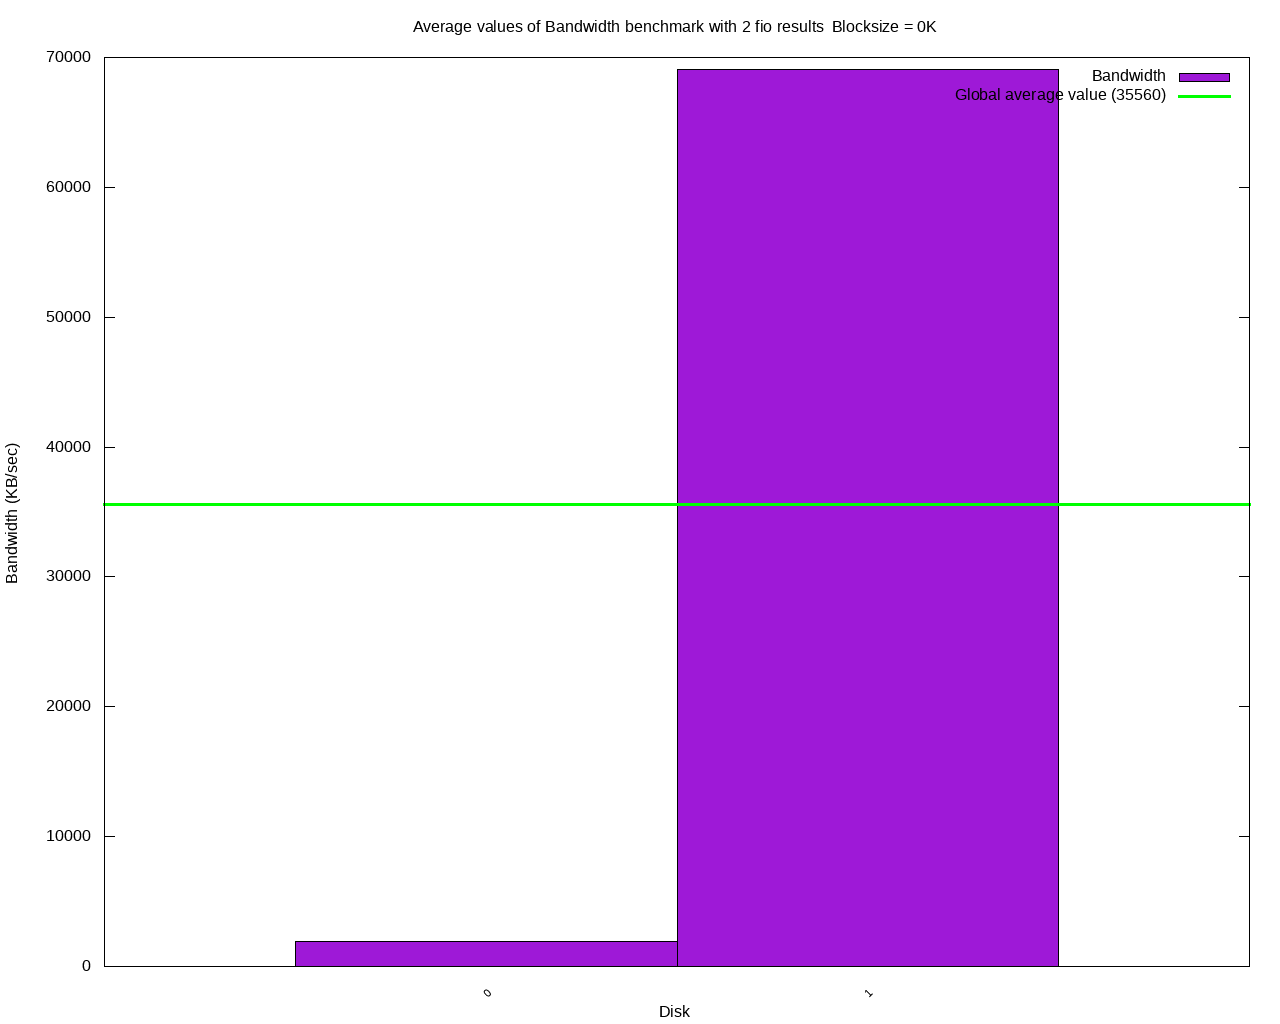 Average values of Bandwidth benchmark with 2 fio results  Blocksize = 0K
70000
60000
50000
40000
30000
20000
10000
0
Bandwidth (KB/sec)
Bandwidth
Global average value (35560)
0
1
Disk